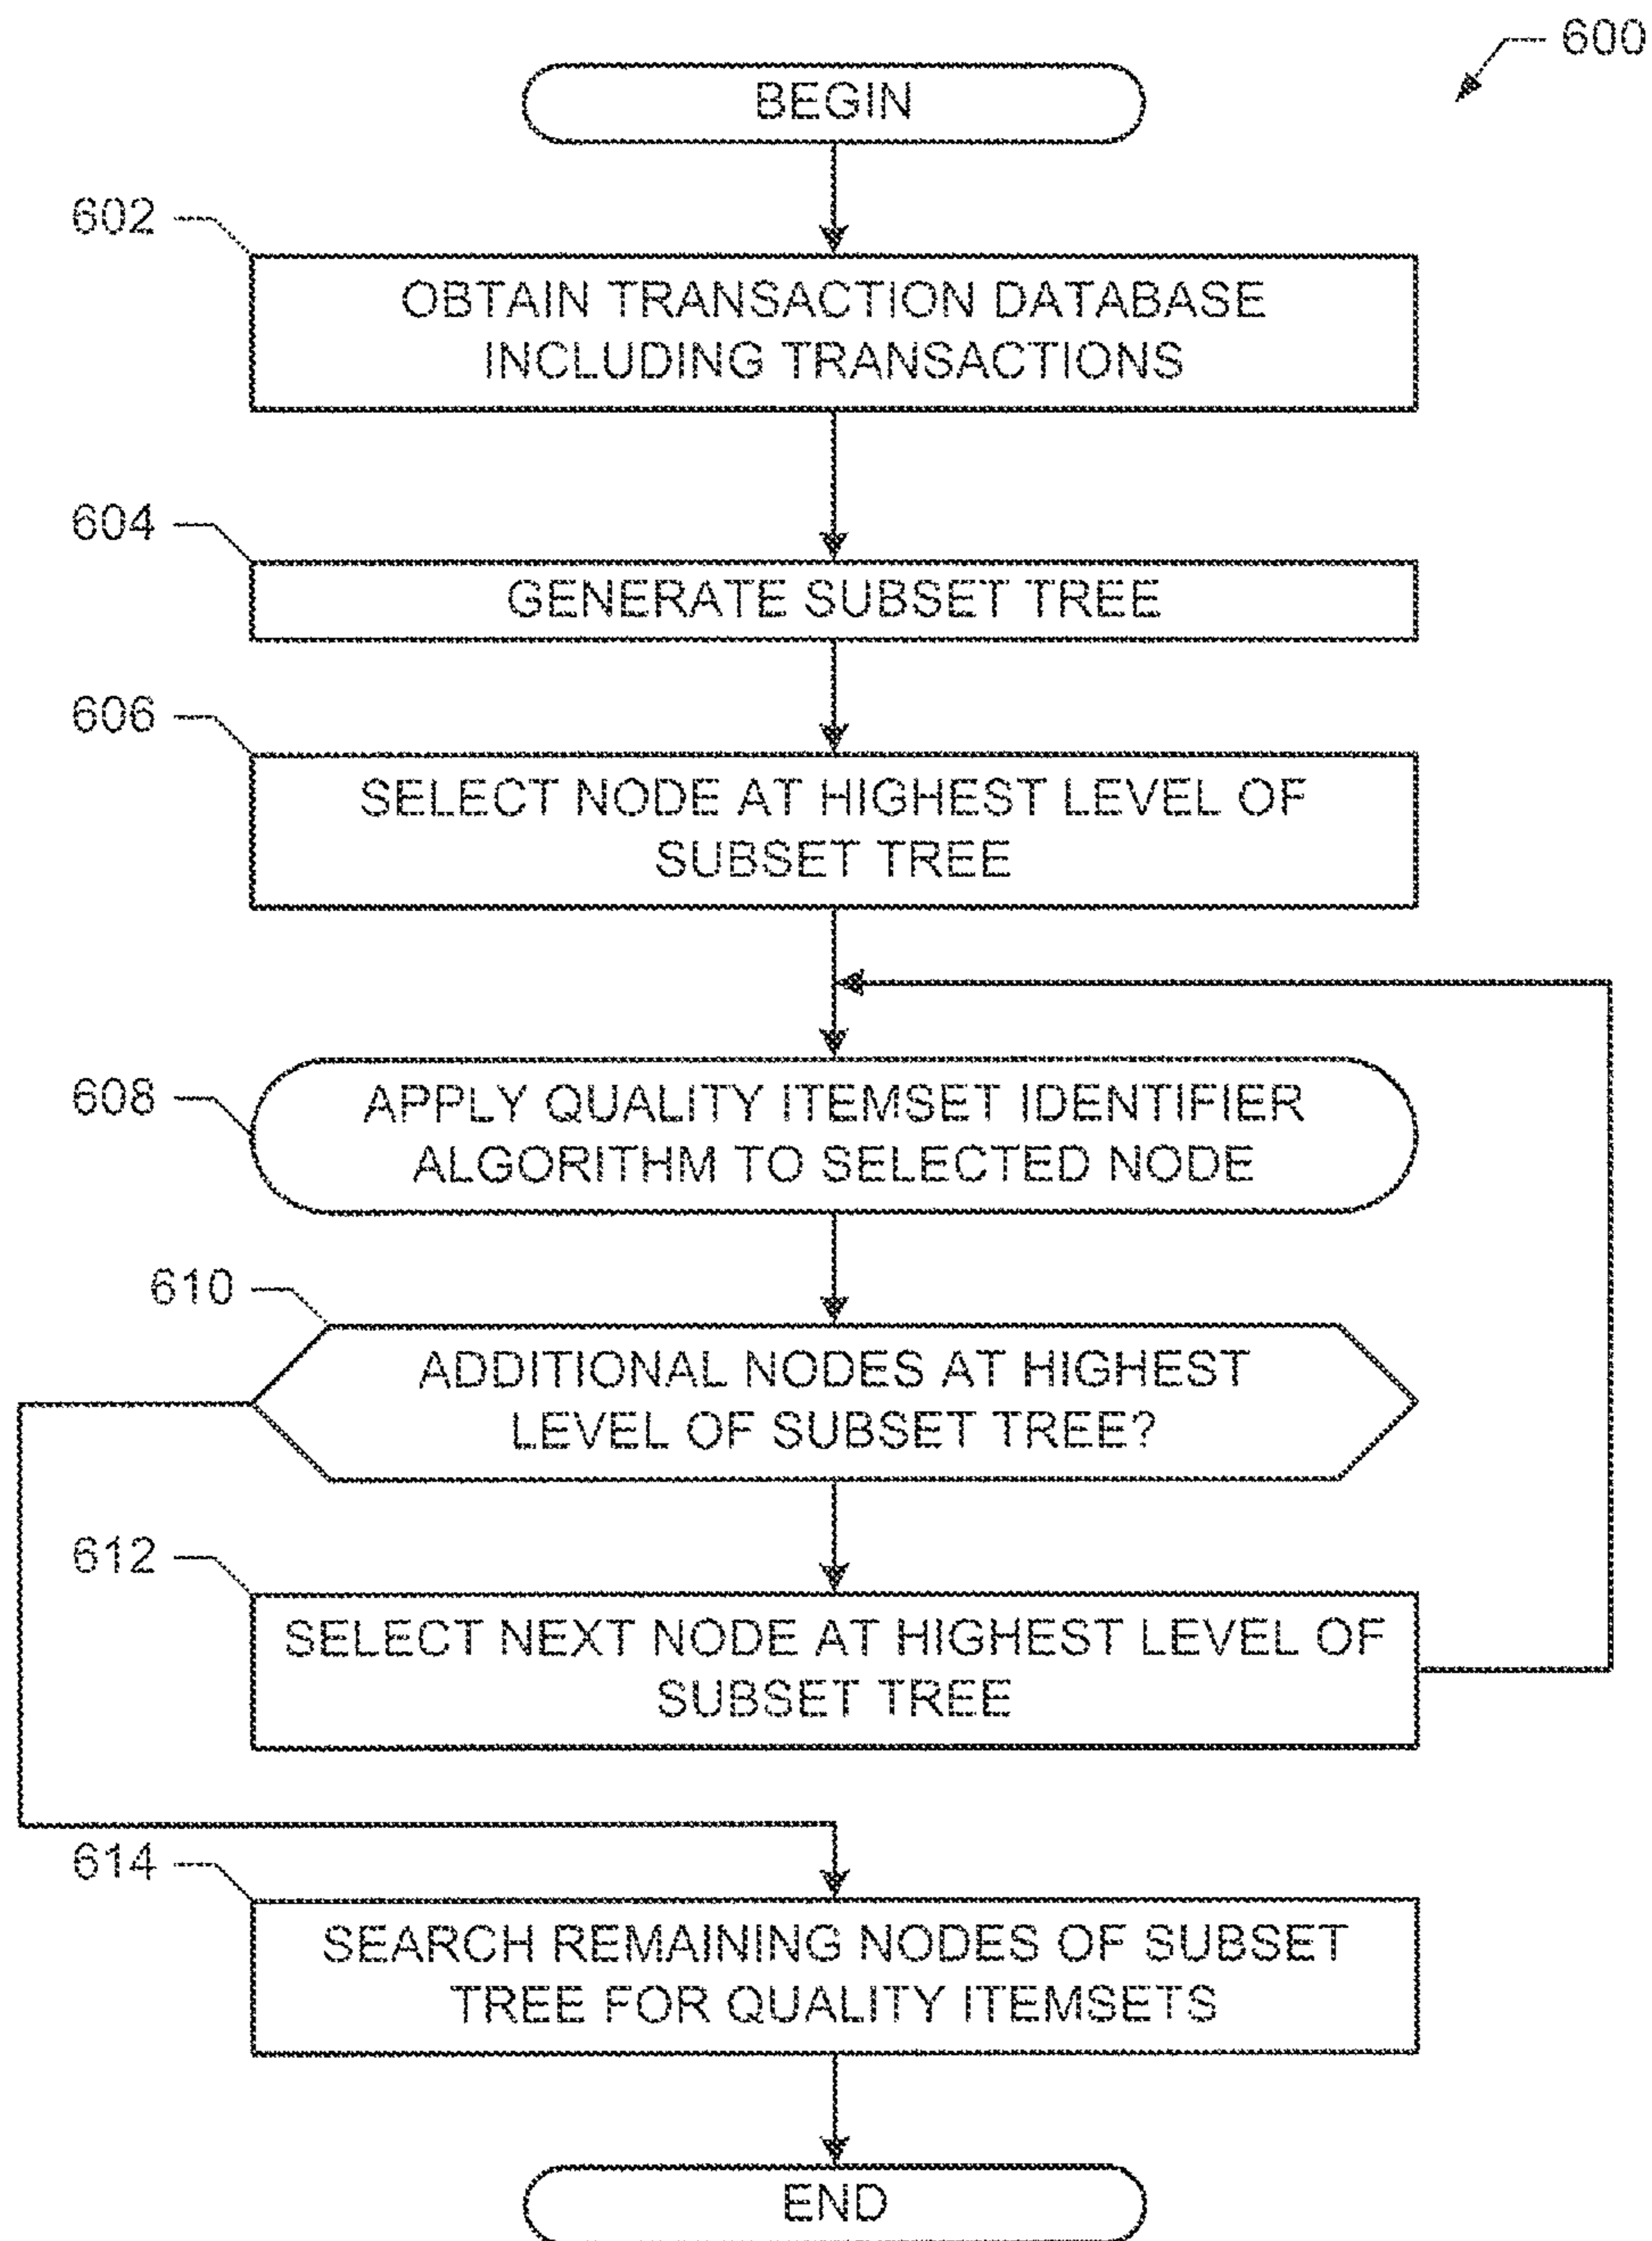 600
BEGIN
602
OBTAIN TRANSACTION DATABASE
INCLUDING TRANSACTIONS
604
GENERATE SUBSET TREE
606
SELECT NODE AT HIGHEST LEVEL OF
SUBSET TREE
608
APPLY QUALITY ITEMSET IDENTIFIER
ALGORITHM TO SELECTED NODE
610
ADDITIONAL NODES AT HIGHEST
LEVEL OF SUBSET TREE?
612
SELECT NEXT NODE AT HIGHEST LEVEL OF
SUBSET TREE
614
SEARCH REMAINING NODES OF SUBSET
TREE FOR QUALITY ITEMSETS
END